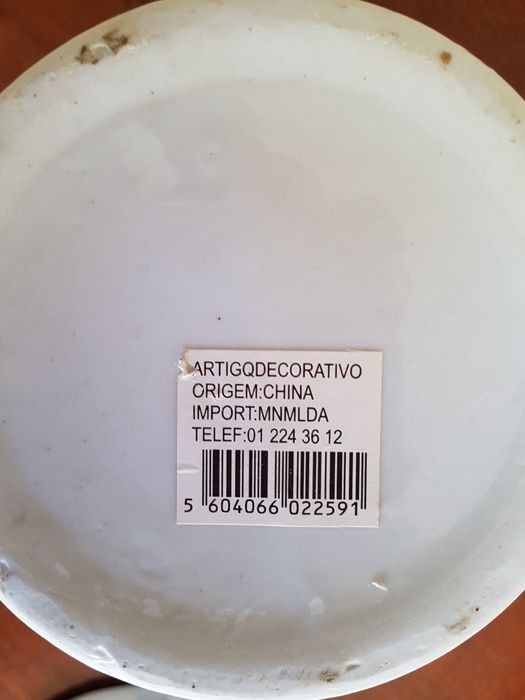 ARTIGQDECORATIVO
ORIGEM:CHINA
IMPORT:MNMLDA
TELEF:01 224 36 12
5 604066 022591